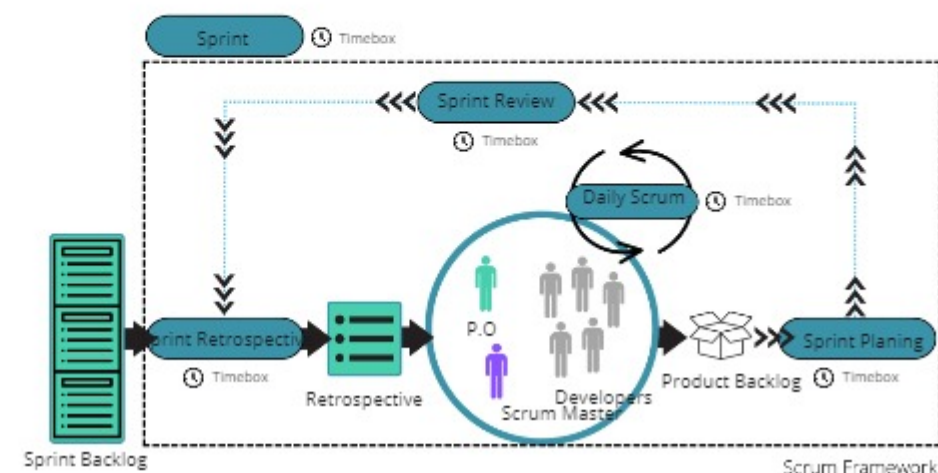 Sprint
Timebox
Sprint Review
Timebox
Daily Scrum
Timebox
P.O
Sprint Retrospectiv
Timebox
Retrospective
Developers
Scrum Master
Product Backlog
Sprint Planing
Timebox
Sprint Backlog
Scrum Framework